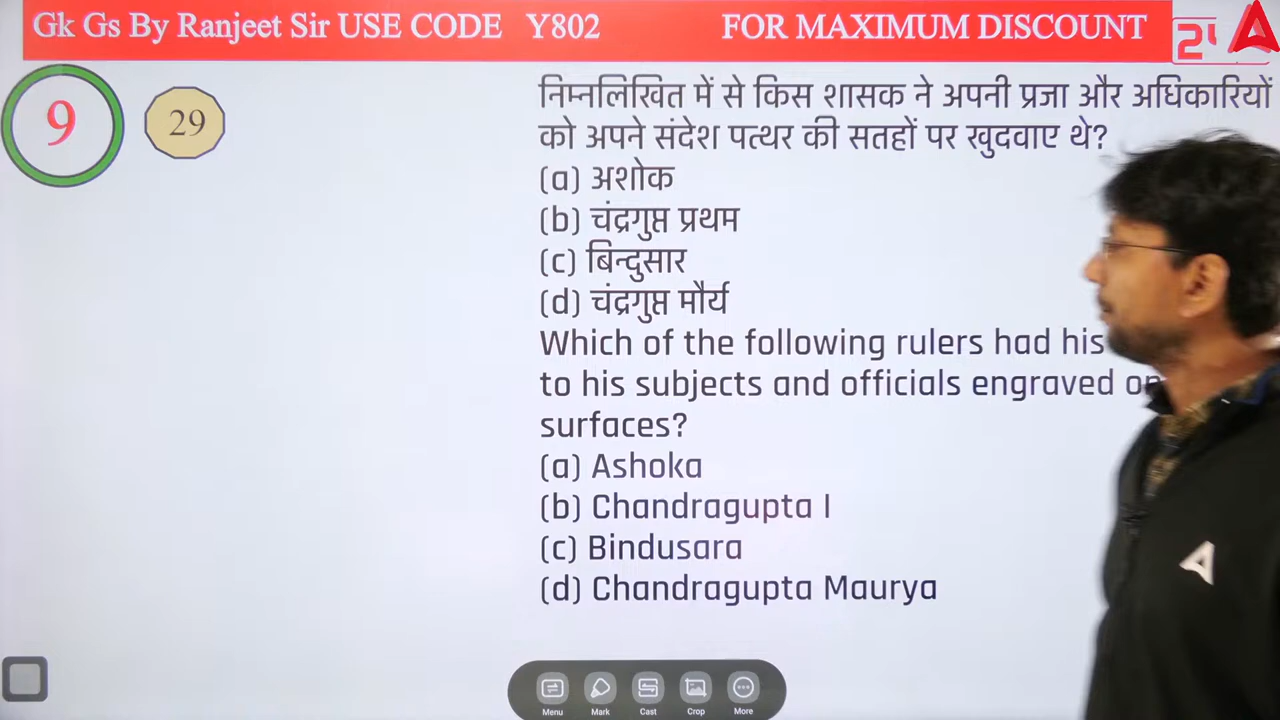 Gk Gs By Ranjeet Sir USE CODE Y802 FOR MAXIMUM DISCOUNT
9
29
निम्नलिखित में से किस शासक ने अपनी प्रजा और अधिकारियों
को अपने संदेश पत्थर की सतहों पर खुदवाए थे?
(a) अशोक
(b) चंद्रगुप्त प्रथम
(c) बिन्दुसार
(d) चंद्रगुप्त मौर्य
Which of the following rulers had his
to his subjects and officials engraved on
surfaces?
(a) Ashoka
(b) Chandragupta I
(c) Bindusara
(d) Chandragupta Maurya
Menu Mark Cast Crop More